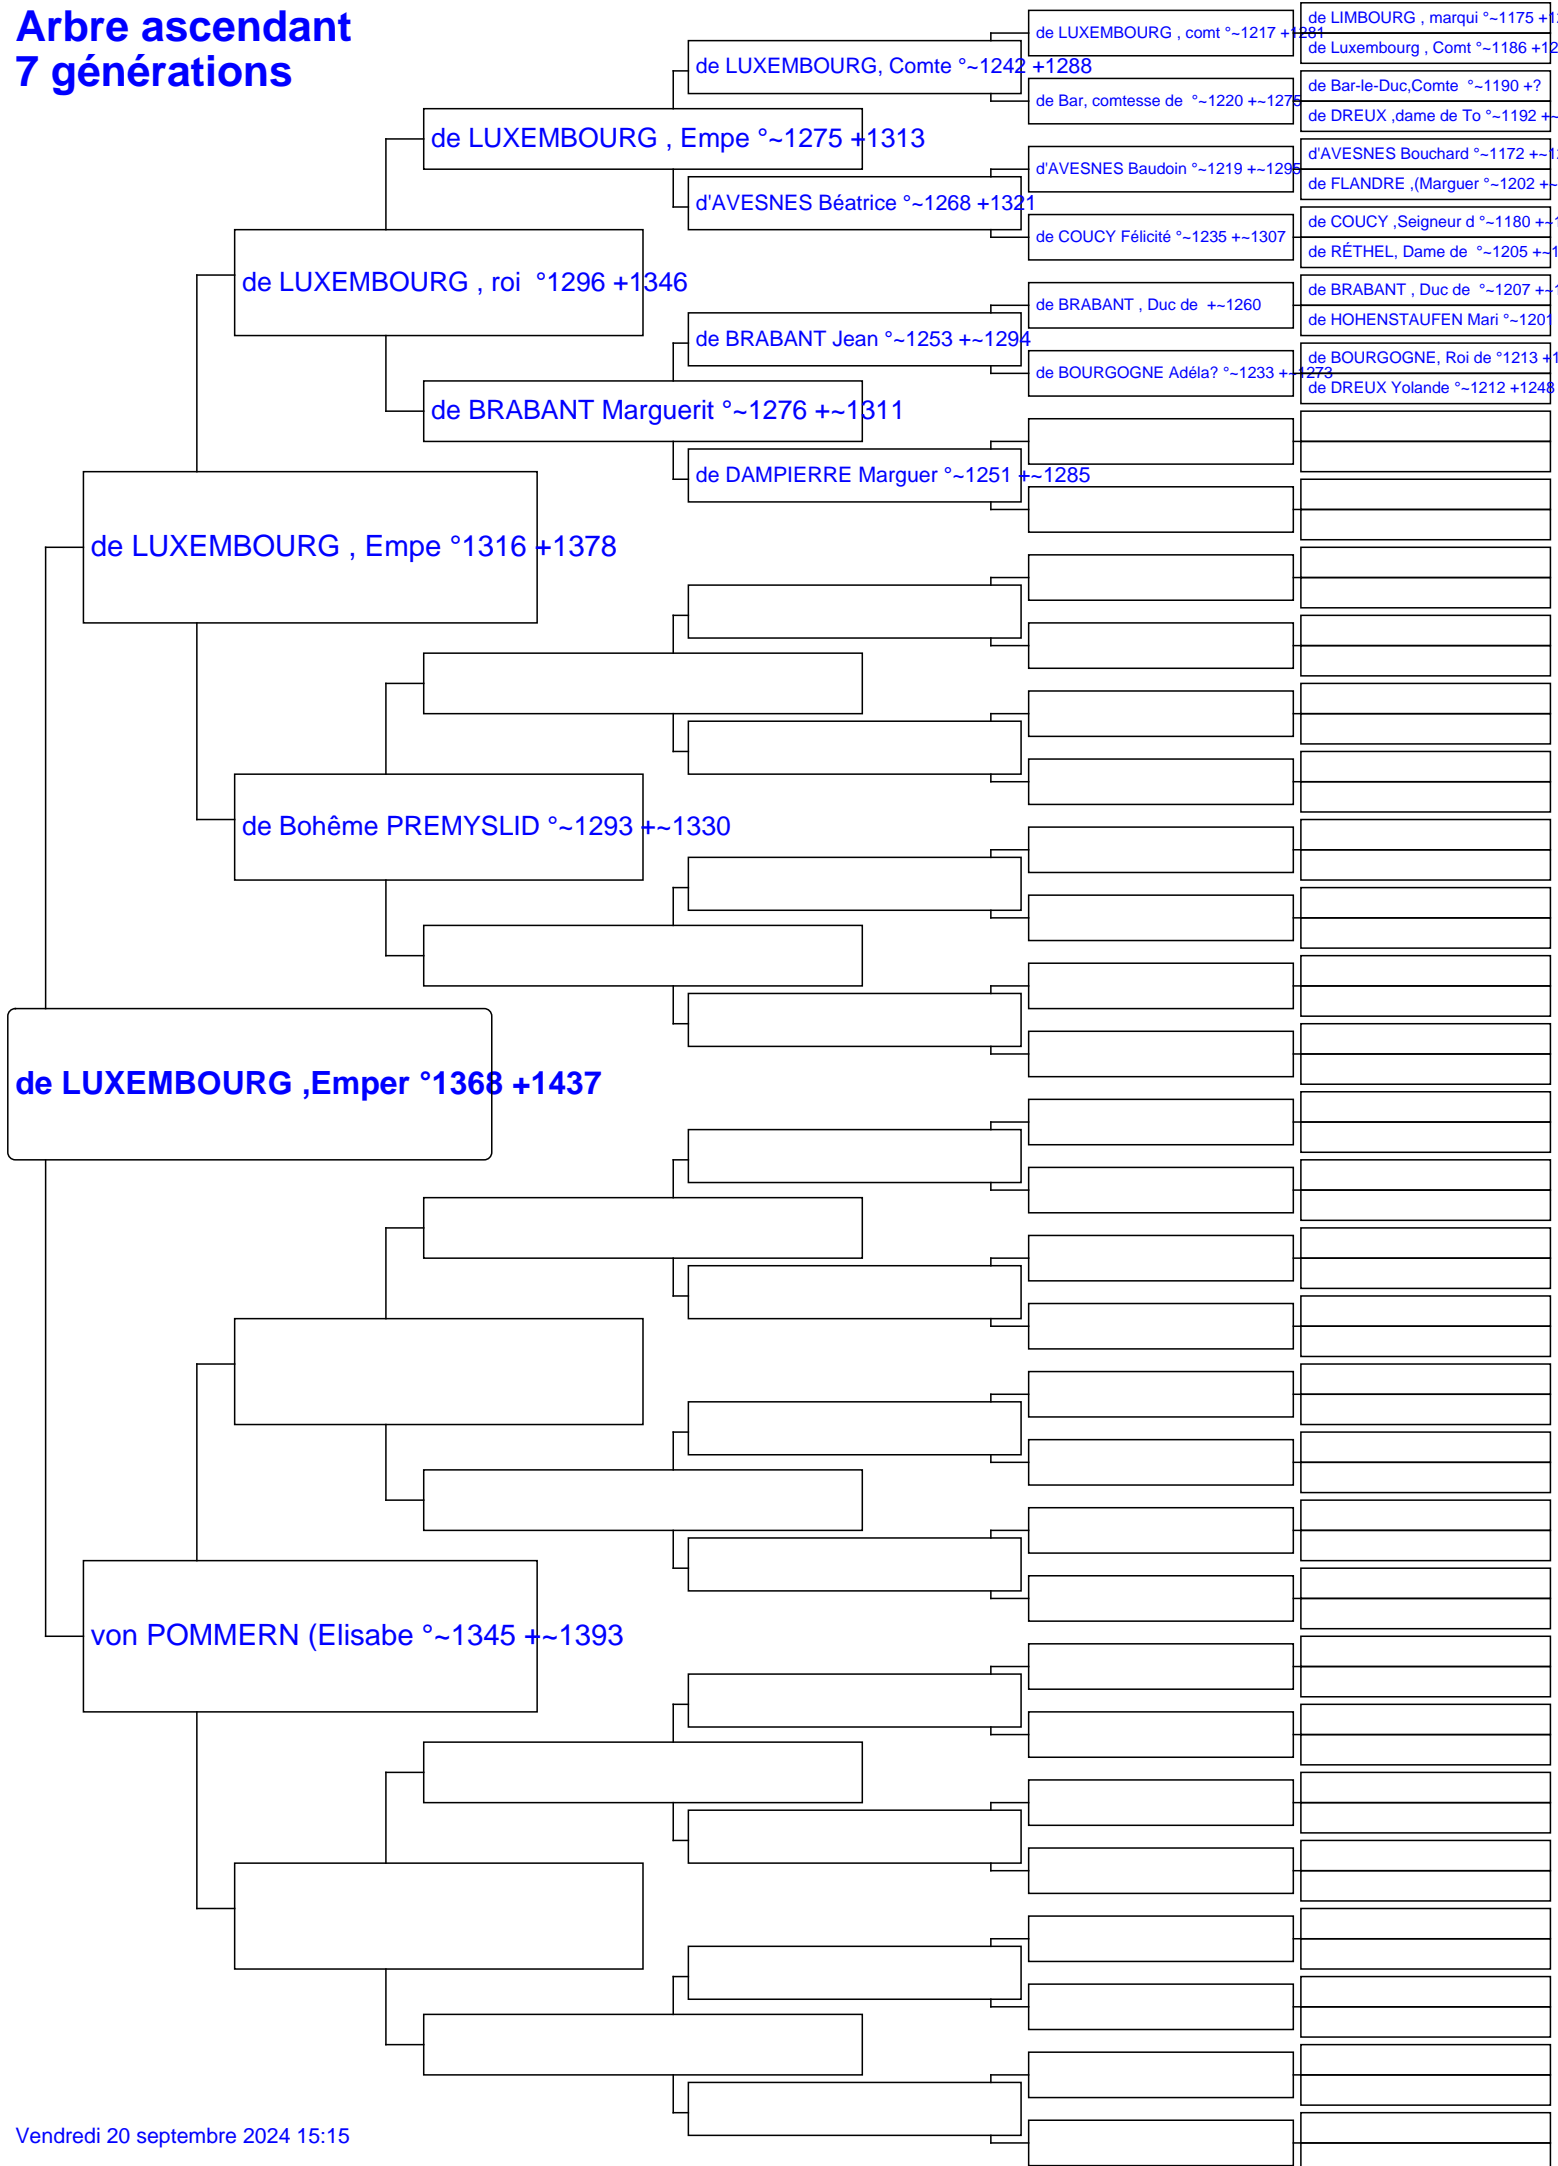 Arbre ascendant
7 générations
de LUXEMBOURG ,Emper °1368 +1437
de LUXEMBOURG , Empe °1316 +1378
von POMMERN (Elisabe °~1345 +~1393
de LUXEMBOURG , roi °1296 +1346
de Bohême PREMYSLID °~1293 +~1330
de LUXEMBOURG , Empe °~1275 +1313
de BRABANT Marguerit °~1276 +~1311
de LUXEMBOURG, Comte °~1242 +1288
d'AVESNES Béatrice °~1268 +1321
de BRABANT Jean °~1253 +~1294
de DAMPIERRE Marguer °~1251 +~1285
de LUXEMBOURG , comt °~1217 +1281
de Bar, comtesse de °~1220 +~1275
d'AVESNES Baudoin °~1219 +~1295
de COUCY Félicité °~1235 +~1307
de BRABANT , Duc de +~1260
de BOURGOGNE Adéla? °~1233 +~1273
de LIMBOURG , marqui °~1175 +12
de Luxembourg , Comt °~1186 +12
de Bar-le-Duc,Comte °~1190 +?
de DREUX ,dame de To °~1192 +~
d'AVESNES Bouchard °~1172 +~12
de FLANDRE ,(Marguer °~1202 +~
de COUCY ,Seigneur d °~1180 +~1
de RÉTHEL, Dame de °~1205 +~1
de BRABANT , Duc de °~1207 +~1
de HOHENSTAUFEN Mari °~1201
de BOURGOGNE, Roi de °1213 +1
de DREUX Yolande °~1212 +1248
Vendredi 20 septembre 2024 15:15